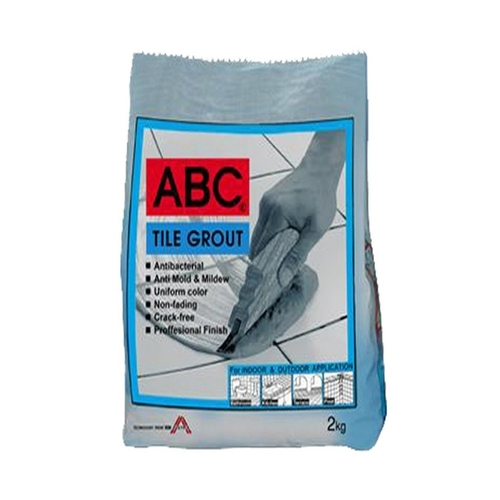 ABC
TILE GROUT
Antibacterial
Anti Mold & Mildew
Uniform color
Non-fading
Crack-free
Proffesional Finish
For INDOOR & OUTDOOR APPLICATION
2kg